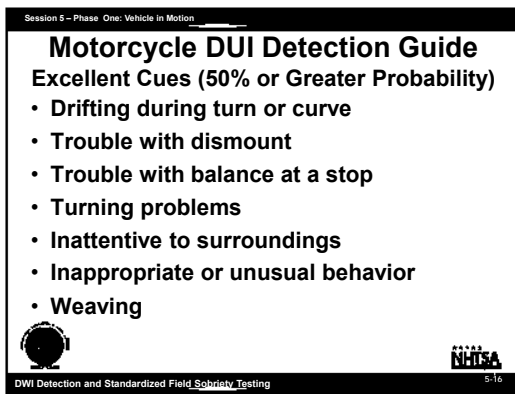 Session 5 – Phase One: Vehicle in Motion
Motorcycle DUI Detection Guide
Excellent Cues (50% or Greater Probability)
• Drifting during turn or curve
• Trouble with dismount
• Trouble with balance at a stop
• Turning problems
• Inattentive to surroundings
• Inappropriate or unusual behavior
• Weaving
NHTSA
DWI Detection and Standardized Field Sobriety Testing
5-16